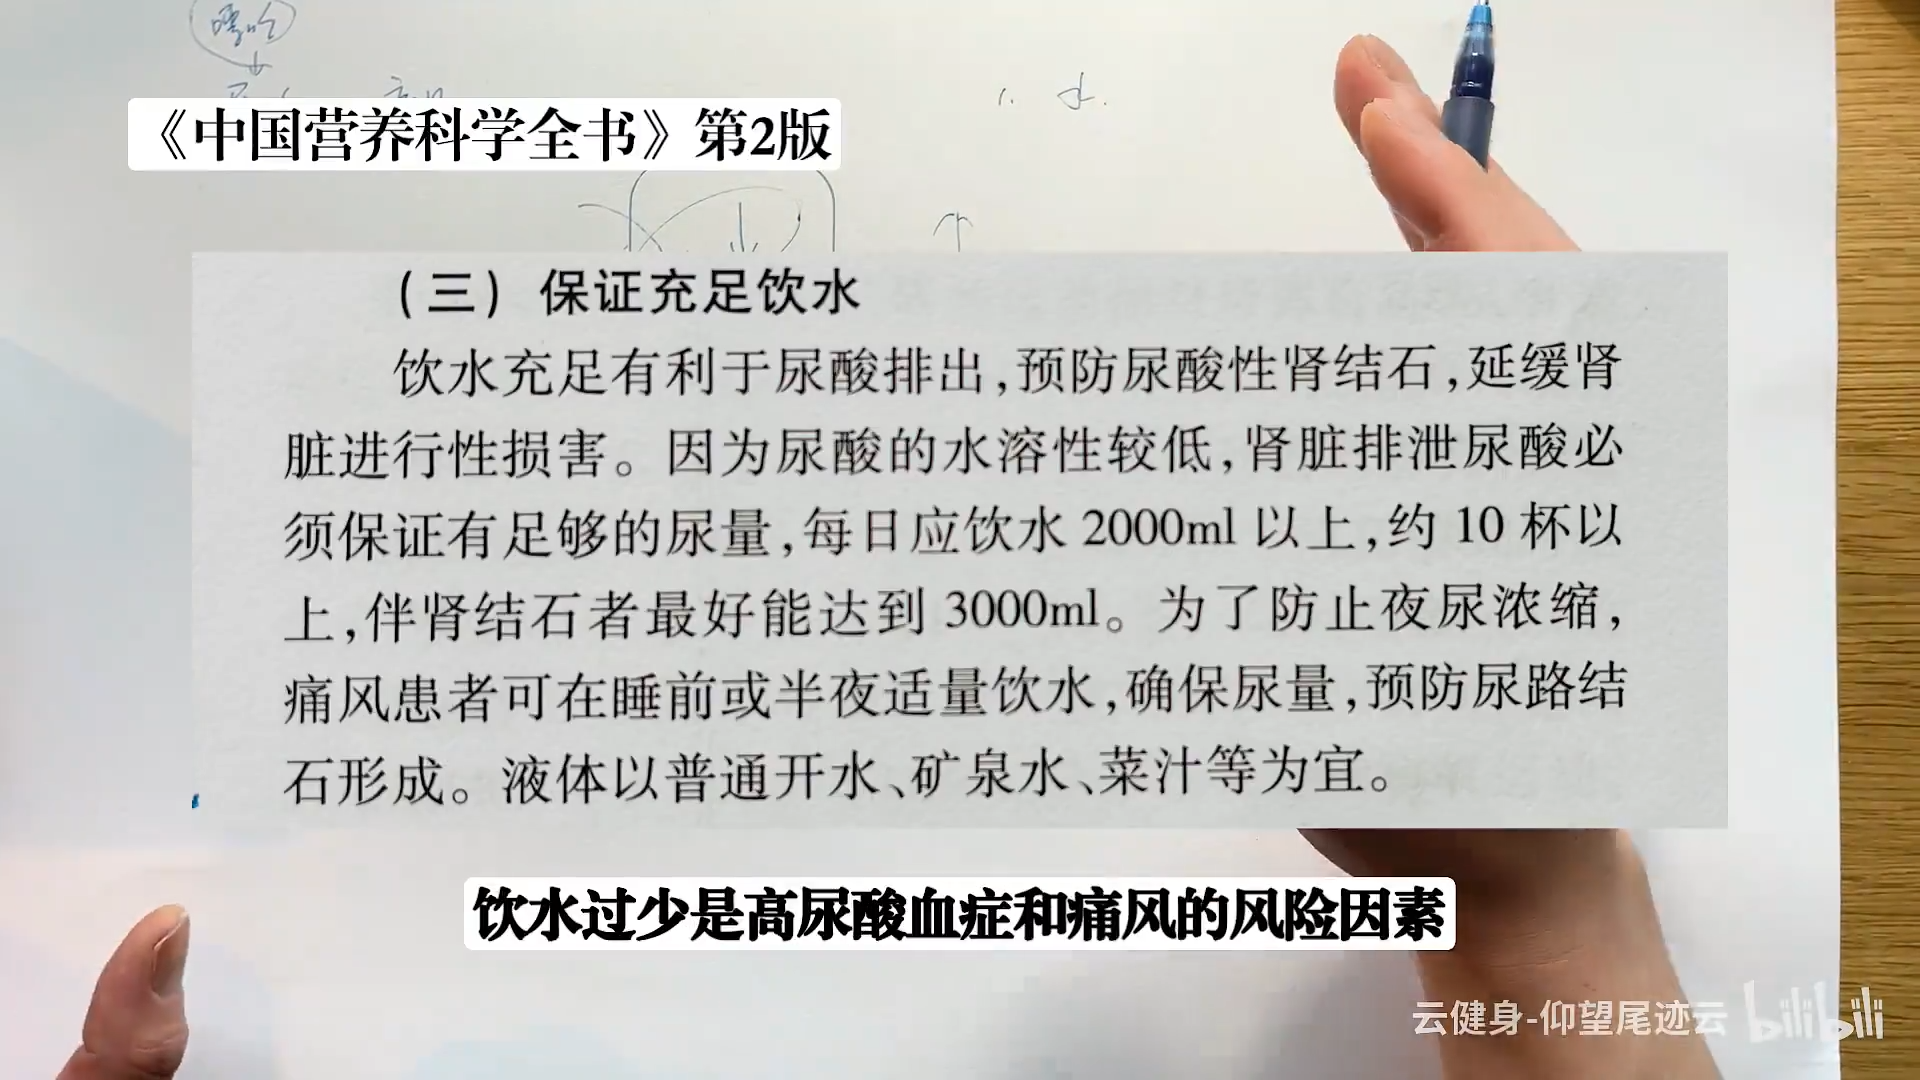 嘌呤
1. 水.
《中国营养科学全书》第2版
(三) 保证充足饮水
饮水充足有利于尿酸排出,预防尿酸性肾结石,延缓肾
脏进行性损害。因为尿酸的水溶性较低,肾脏排泄尿酸必
须保证有足够的尿量,每日应饮水 2000ml 以上,约 10 杯以
上,伴肾结石者最好能达到 3000ml。为了防止夜尿浓缩,
痛风患者可在睡前或半夜适量饮水,确保尿量,预防尿路结
石形成。液体以普通开水、矿泉水、菜汁等为宜。
饮水过少是高尿酸血症和痛风的风险因素
云健身-仰望尾迹云 bilibili